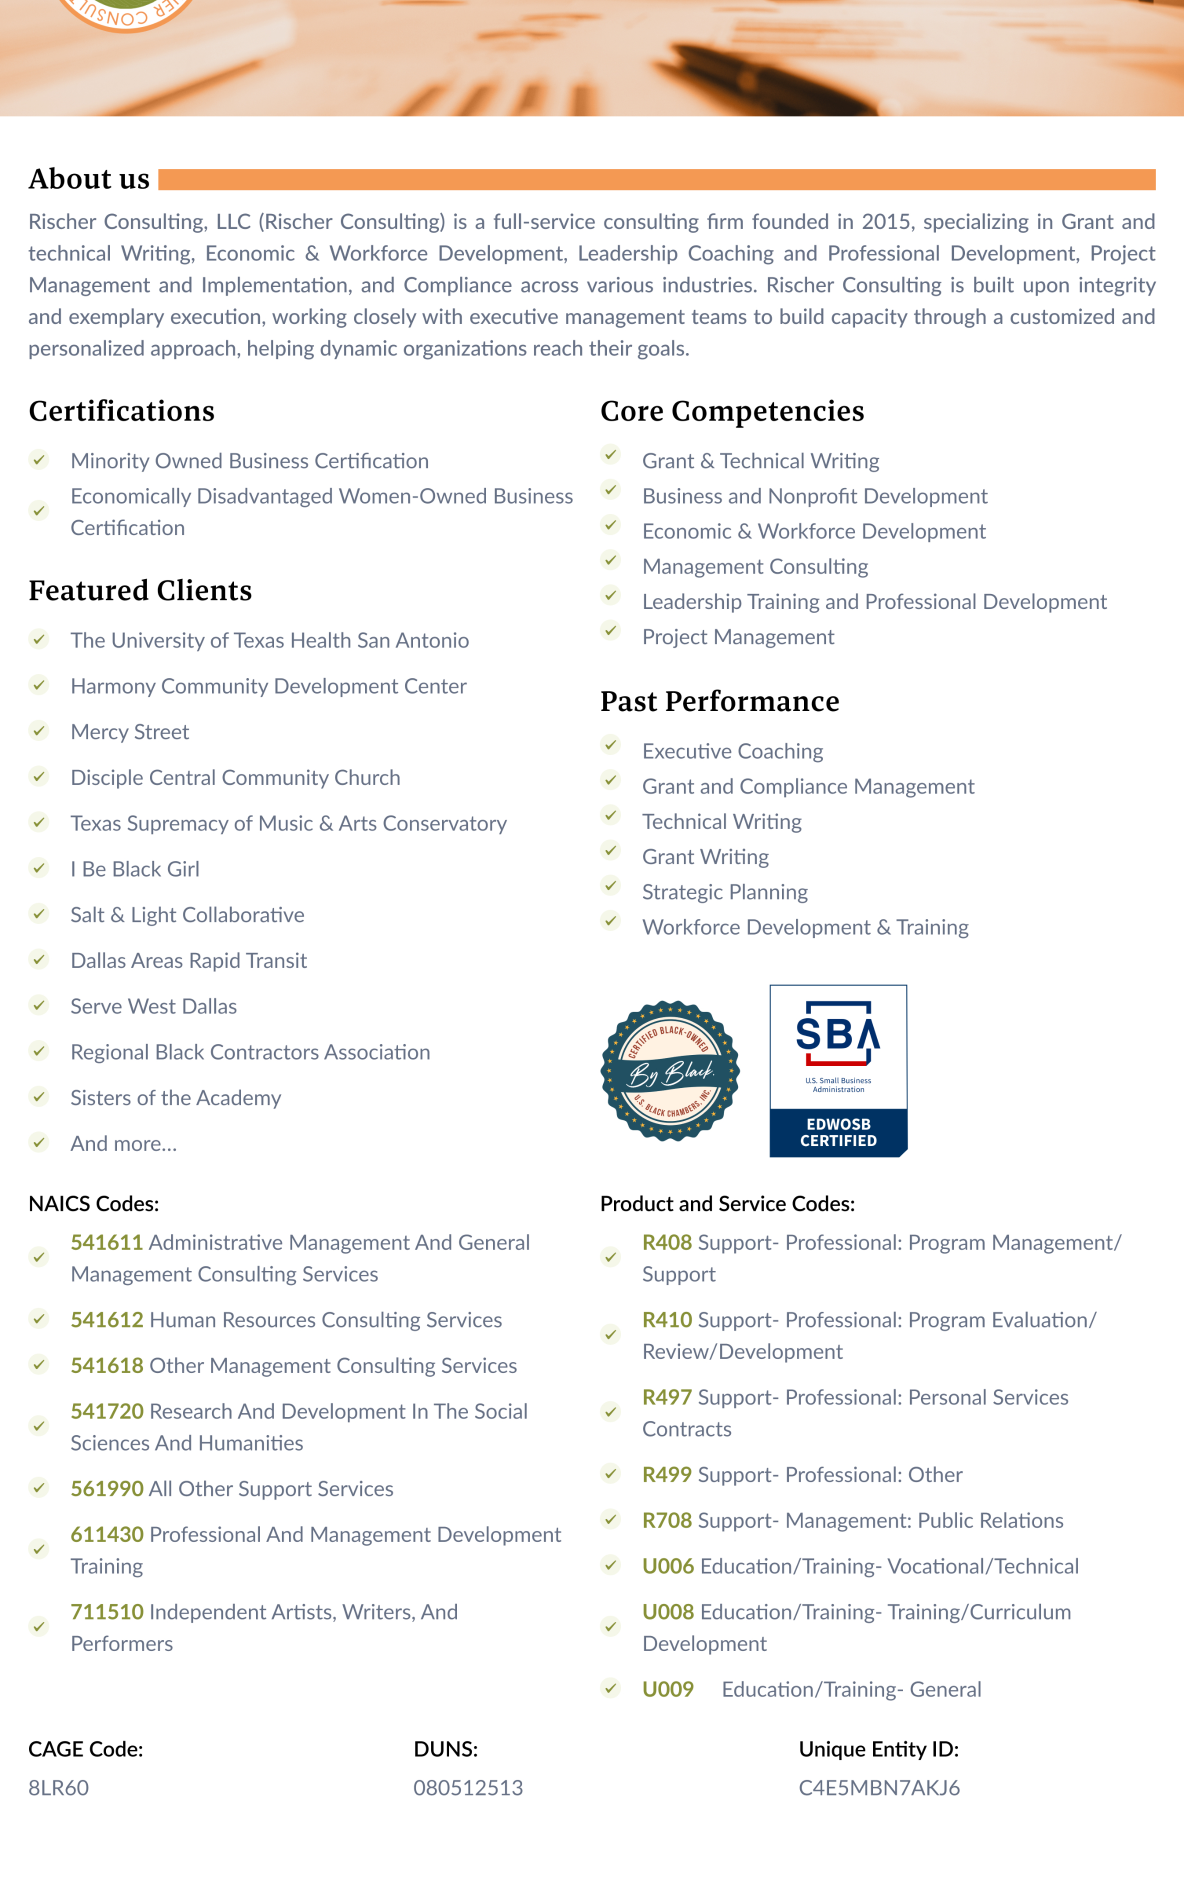 RISCHER CONSULT
About us
Rischer Consulting, LLC (Rischer Consulting) is a full-service consulting firm founded in 2015, specializing in Grant and
technical Writing, Economic & Workforce Development, Leadership Coaching and Professional Development, Project
Management and Implementation, and Compliance across various industries. Rischer Consulting is built upon integrity
and exemplary execution, working closely with executive management teams to build capacity through a customized and
personalized approach, helping dynamic organizations reach their goals.
Certifications
Minority Owned Business Certification
Economically Disadvantaged Women-Owned Business
Certification
Featured Clients
The University of Texas Health San Antonio
Harmony Community Development Center
Mercy Street
Disciple Central Community Church
Texas Supremacy of Music & Arts Conservatory
I Be Black Girl
Salt & Light Collaborative
Dallas Areas Rapid Transit
Serve West Dallas
Regional Black Contractors Association
Sisters of the Academy
And more...
Core Competencies
Grant & Technical Writing
Business and Nonprofit Development
Economic & Workforce Development
Management Consulting
Leadership Training and Professional Development
Project Management
Past Performance
Executive Coaching
Grant and Compliance Management
Technical Writing
Grant Writing
Strategic Planning
Workforce Development & Training
CERTIFIED BLACK-OWNED
By Black.
U.S. BLACK CHAMBERS, INC.
SBA
U.S. Small Business
Administration
EDWOSB
CERTIFIED
NAICS Codes:
541611 Administrative Management And General
Management Consulting Services
541612 Human Resources Consulting Services
541618 Other Management Consulting Services
541720 Research And Development In The Social
Sciences And Humanities
561990 All Other Support Services
611430 Professional And Management Development
Training
711510 Independent Artists, Writers, And
Performers
Product and Service Codes:
R408 Support- Professional: Program Management/
Support
R410 Support- Professional: Program Evaluation/
Review/Development
R497 Support- Professional: Personal Services
Contracts
R499 Support- Professional: Other
R708 Support- Management: Public Relations
U006 Education/Training- Vocational/Technical
U008 Education/Training- Training/Curriculum
Development
U009 Education/Training- General
CAGE Code:
8LR60
DUNS:
080512513
Unique Entity ID:
C4E5MBN7AKJ6